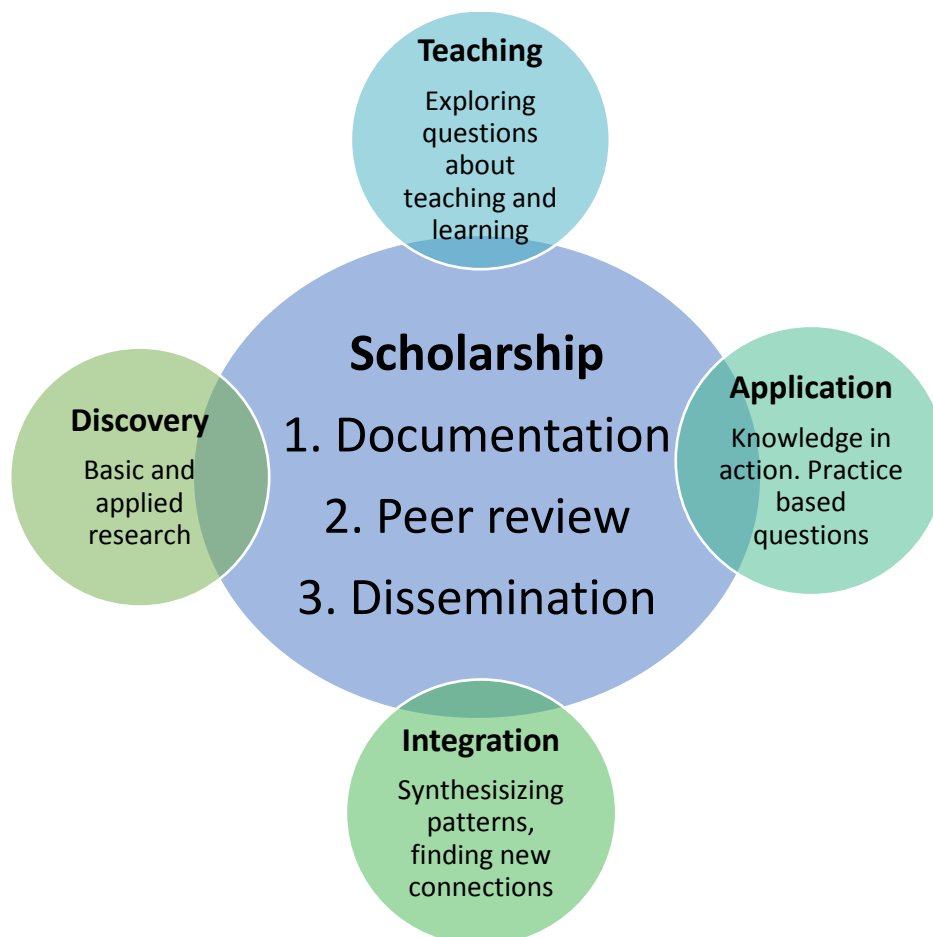 Teaching
Exploring
questions
about
teaching and
learning
Scholarship
1. Documentation
2. Peer review
3. Dissemination
Discovery
Basic and
applied
research
Application
Knowledge in
action. Practice
based
questions
Integration
Synthesisizing
patterns,
finding new
connections